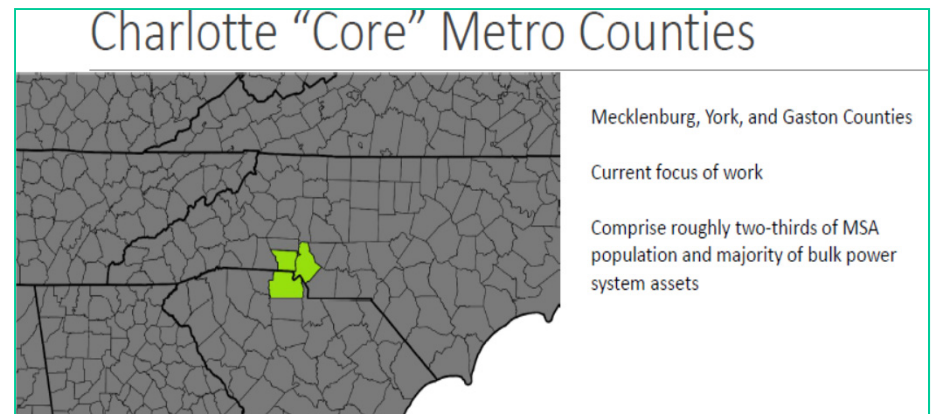 Charlotte “Core” Metro Counties
Mecklenburg, York, and Gaston Counties
Current focus of work
Comprise roughly two-thirds of MSA
population and majority of bulk power
system assets